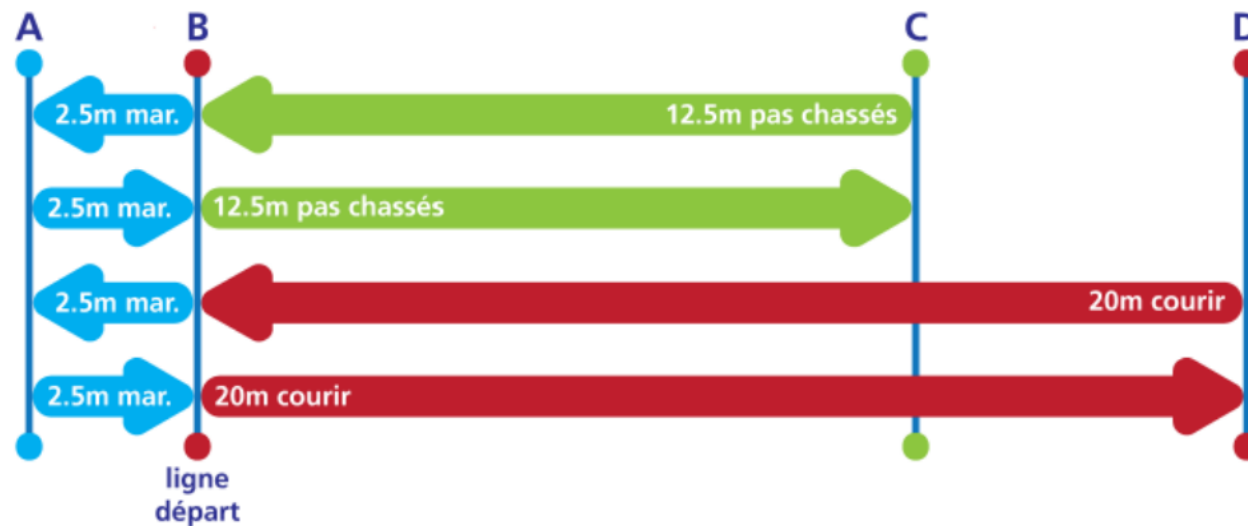 A B C D
2.5m mar. 12.5m pas chassés
2.5m mar. 12.5m pas chassés
2.5m mar. 20m courir
2.5m mar. 20m courir
ligne
départ